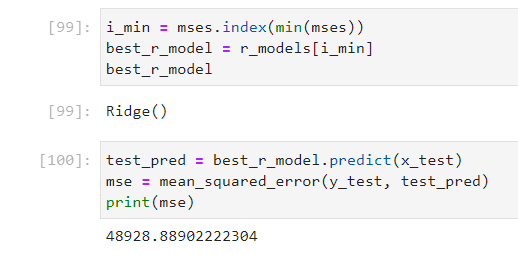 [99]: i_min = mses.index(min(mses))
best_r_model = r_models[i_min]
best_r_model
[99]: Ridge()
[100]: test_pred = best_r_model.predict(x_test)
mse = mean_squared_error(y_test, test_pred)
print(mse)
48928.88902222304